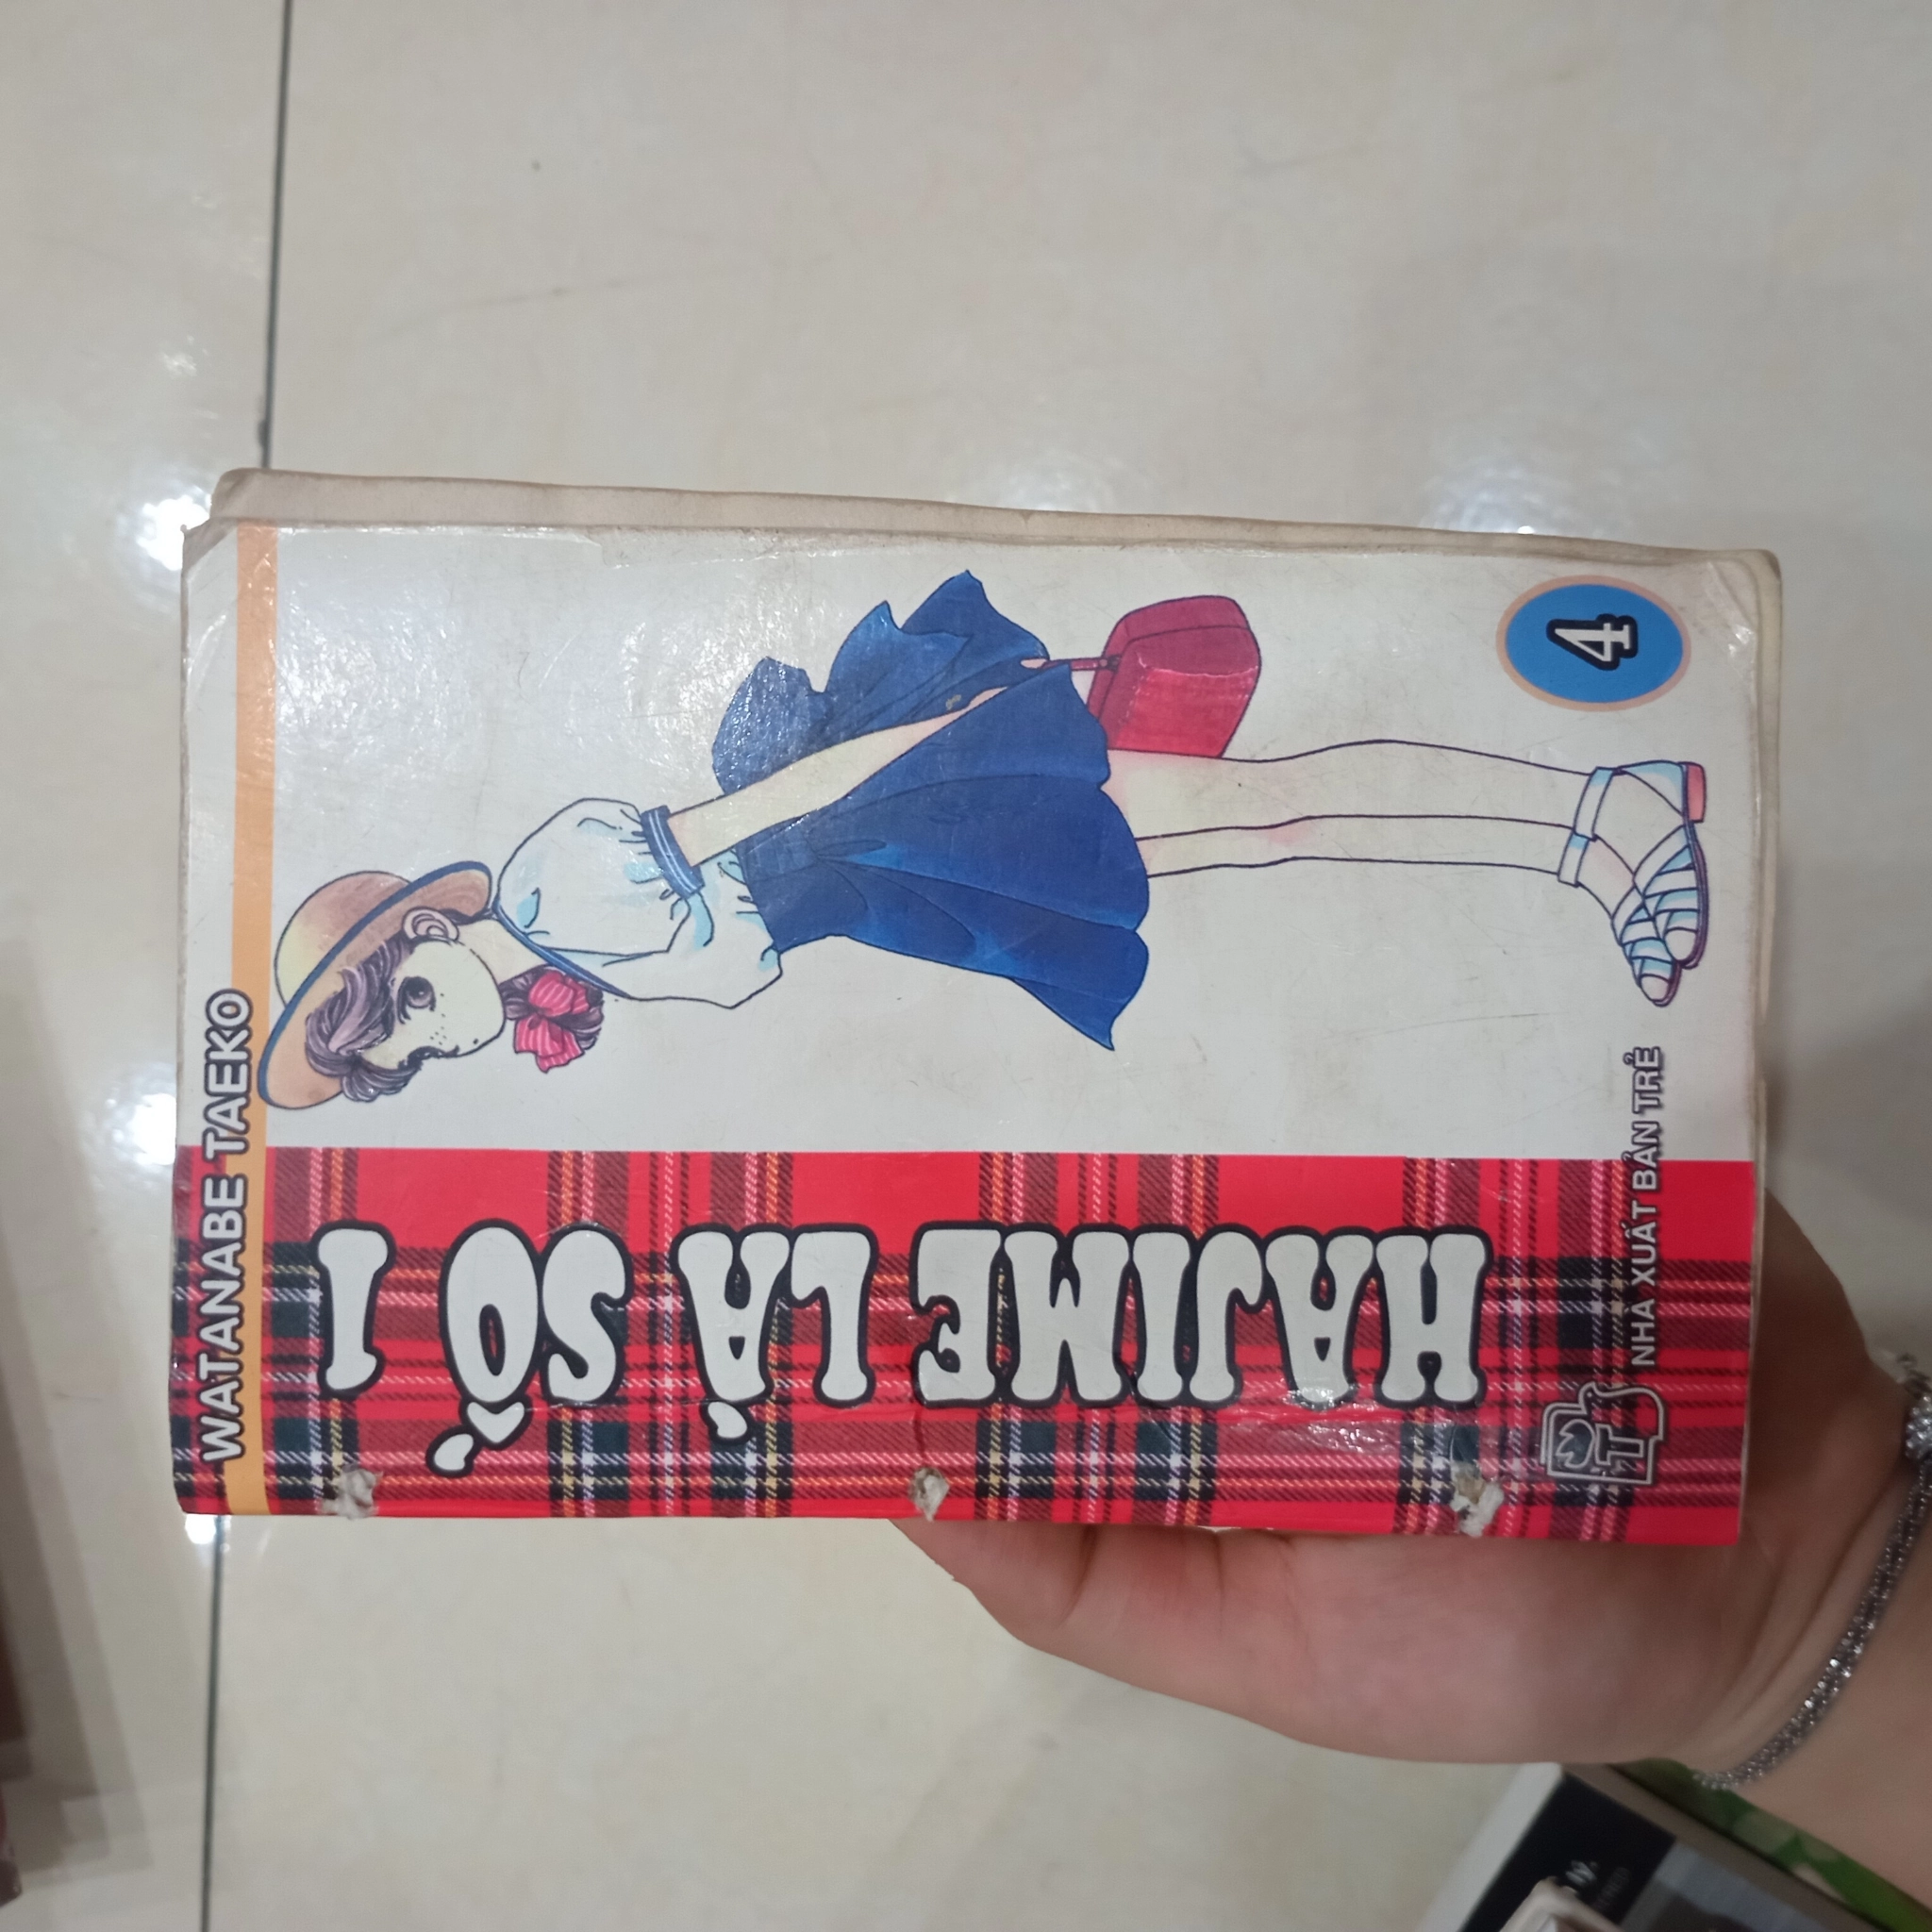 WATANABE TAEKO
HAJIME LÀ SỐ 1
4
NHÀ XUẤT BẢN TRẺ